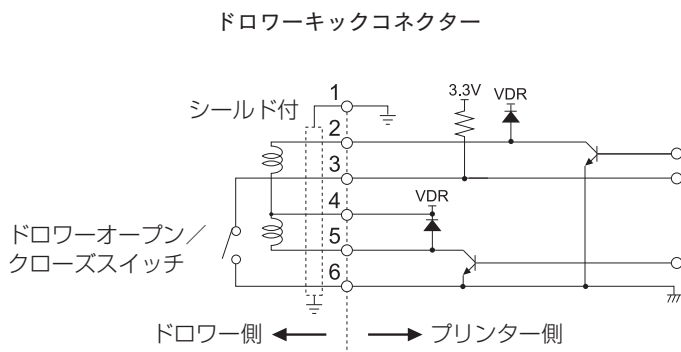 ドロワーキックコネクター
3.3V
VDR
シールド付
1
2
3
4
5
6
VDR
ドロワーオープン／
クローズスイッチ
ドロワー側
プリンター側